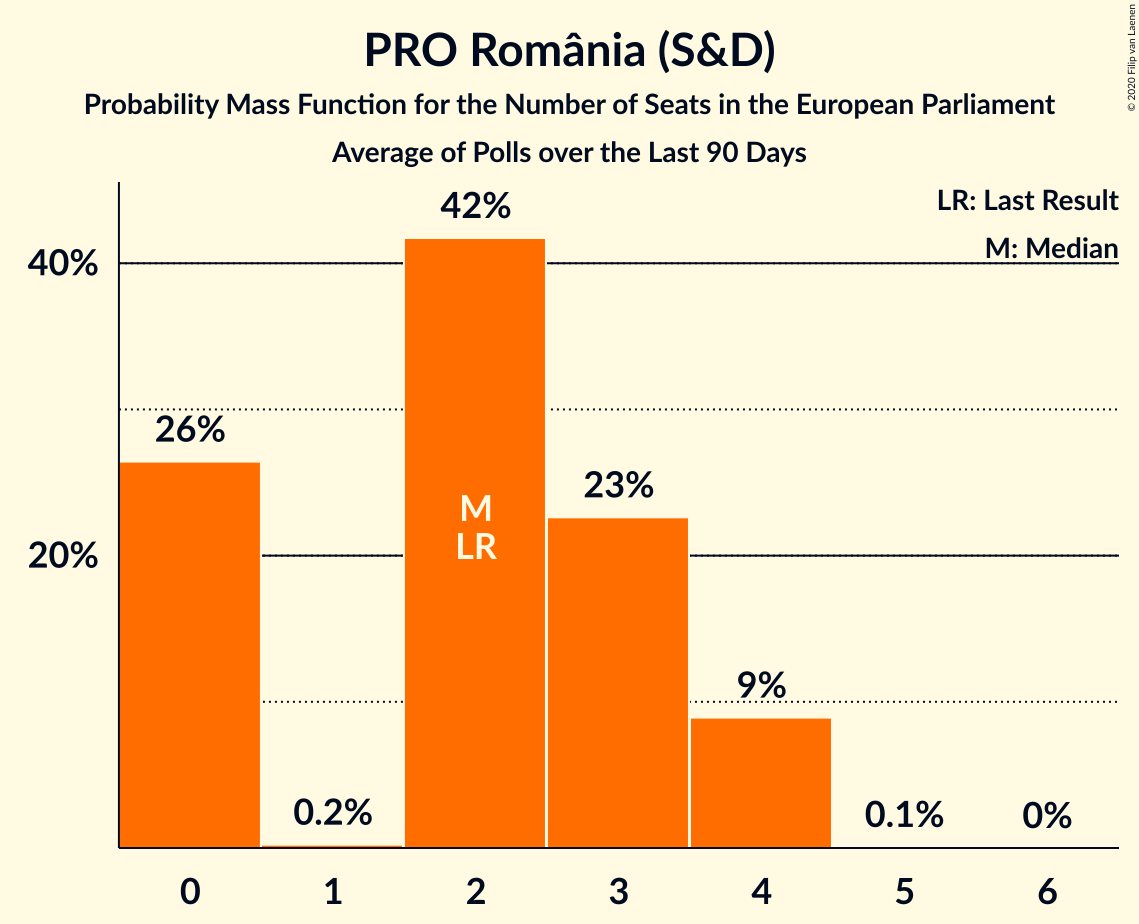 PRO România (S&D)
Probability Mass Function for the Number of Seats in the European Parliament
Average of Polls over the Last 90 Days
© 2020 Filip van Laenen
LR: Last Result
M: Median
40%
20%
26%
0.2%
42%
M
LR
23%
9%
0.1%
0%
0 1 2 3 4 5 6